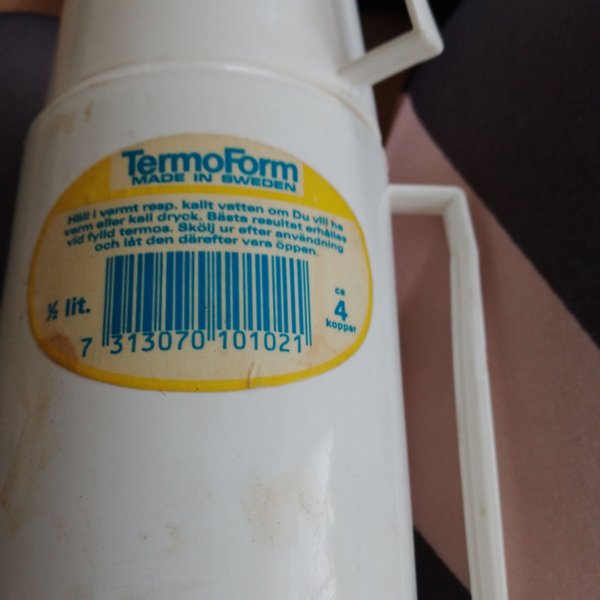 TermoForm
MADE IN SWEDEN
Häll i varmt resp. kallt vatten om Du vill ha
varm eller kall dryck. Bästa resultat erhålles
vid fylld termos. Skölj ur efter användning
och låt den därefter vara öppen.
½ lit.
ca
4
koppar
7 313070 101021